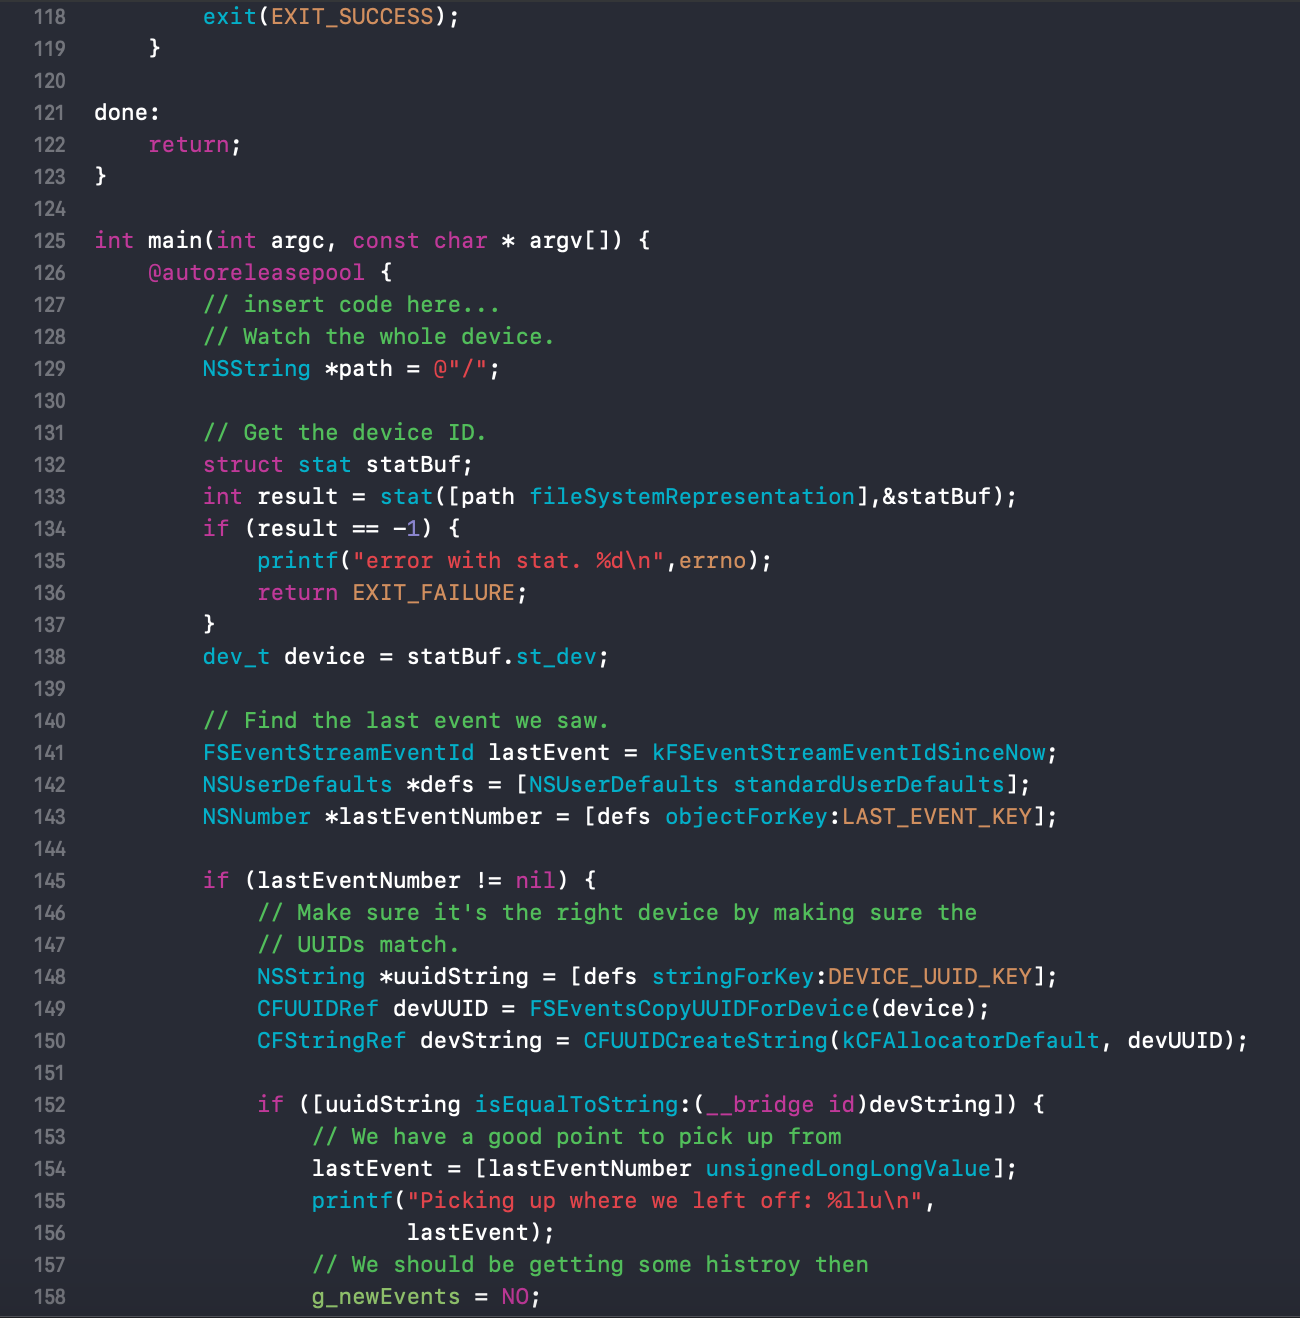 118 exit(EXIT_SUCCESS);
119 }
120
121 done:
122 return;
123 }
124
125 int main(int argc, const char * argv[]) {
126 @autoreleasepool {
127 // insert code here...
128 // Watch the whole device.
129 NSString *path = @"/";
130
131 // Get the device ID.
132 struct stat statBuf;
133 int result = stat([path fileSystemRepresentation],&statBuf);
134 if (result == -1) {
135 printf("error with stat. %d\n",errno);
136 return EXIT_FAILURE;
137 }
138 dev_t device = statBuf.st_dev;
139
140 // Find the last event we saw.
141 FSEventStreamEventId lastEvent = kFSEventStreamEventIdSinceNow;
142 NSUserDefaults *defs = [NSUserDefaults standardUserDefaults];
143 NSNumber *lastEventNumber = [defs objectForKey:LAST_EVENT_KEY];
144
145 if (lastEventNumber != nil) {
146 // Make sure it's the right device by making sure the
147 // UUIDs match.
148 NSString *uuidString = [defs stringForKey:DEVICE_UUID_KEY];
149 CFUUIDRef devUUID = FSEventsCopyUUIDForDevice(device);
150 CFStringRef devString = CFUUIDCreateString(kCFAllocatorDefault, devUUID);
151
152 if ([uuidString isEqualToString:(__bridge id)devString]) {
153 // We have a good point to pick up from
154 lastEvent = [lastEventNumber unsignedLongLongValue];
155 printf("Picking up where we left off: %llu\n",
156 lastEvent);
157 // We should be getting some histroy then
158 g_newEvents = NO;